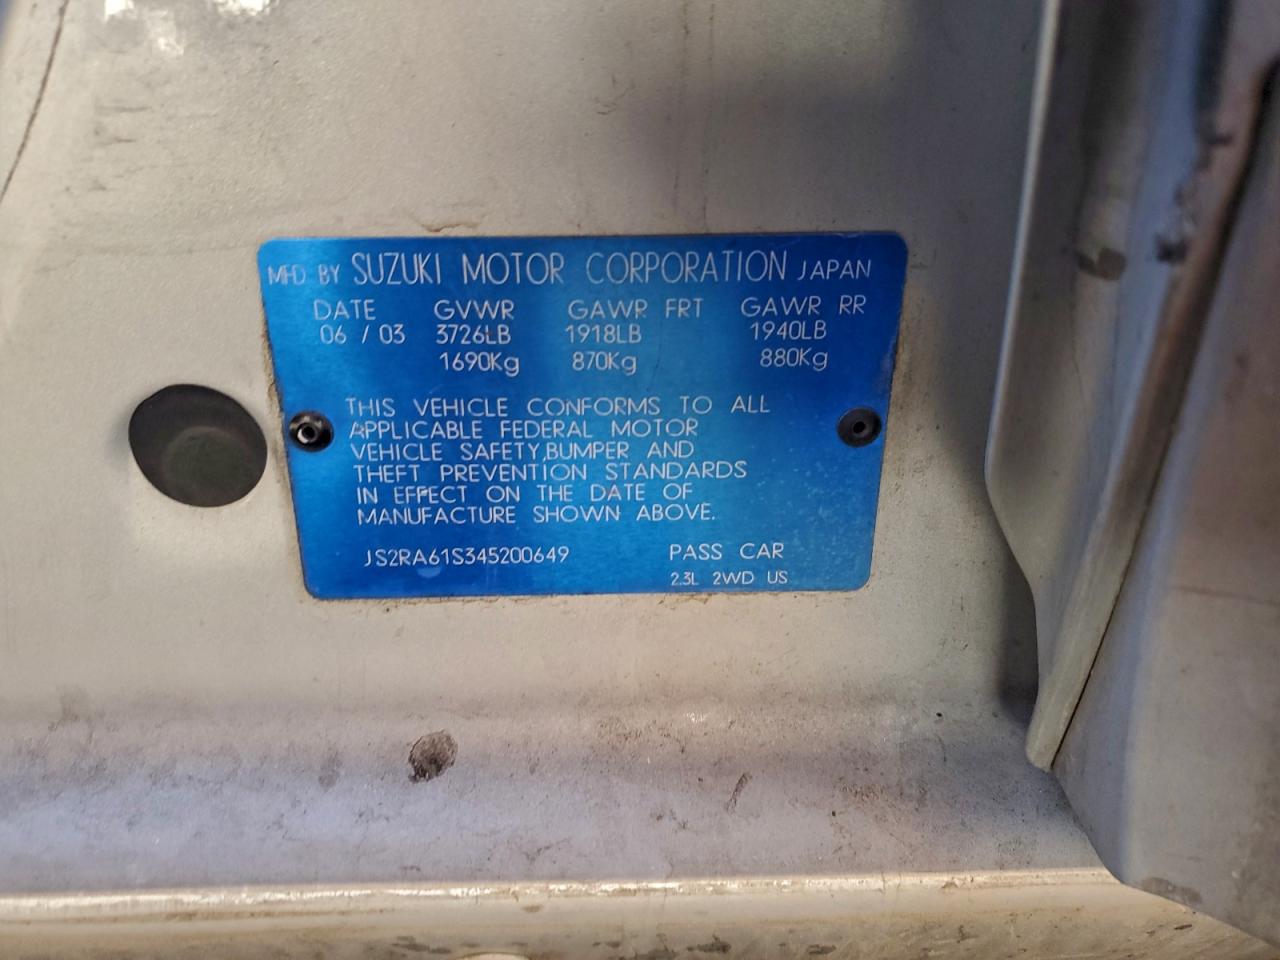 MFD BY SUZUKI MOTOR CORPORATION JAPAN
DATE GVWR GAWR FRT GAWR RR
06 / 03 3726LB 1918LB 1940LB
1690Kg 870Kg 880Kg
THIS VEHICLE CONFORMS TO ALL
APPLICABLE FEDERAL MOTOR
VEHICLE SAFETY,BUMPER AND
THEFT PREVENTION STANDARDS
IN EFFECT ON THE DATE OF
MANUFACTURE SHOWN ABOVE.
JS2RA61S345200649 PASS CAR
2.3L 2WD US